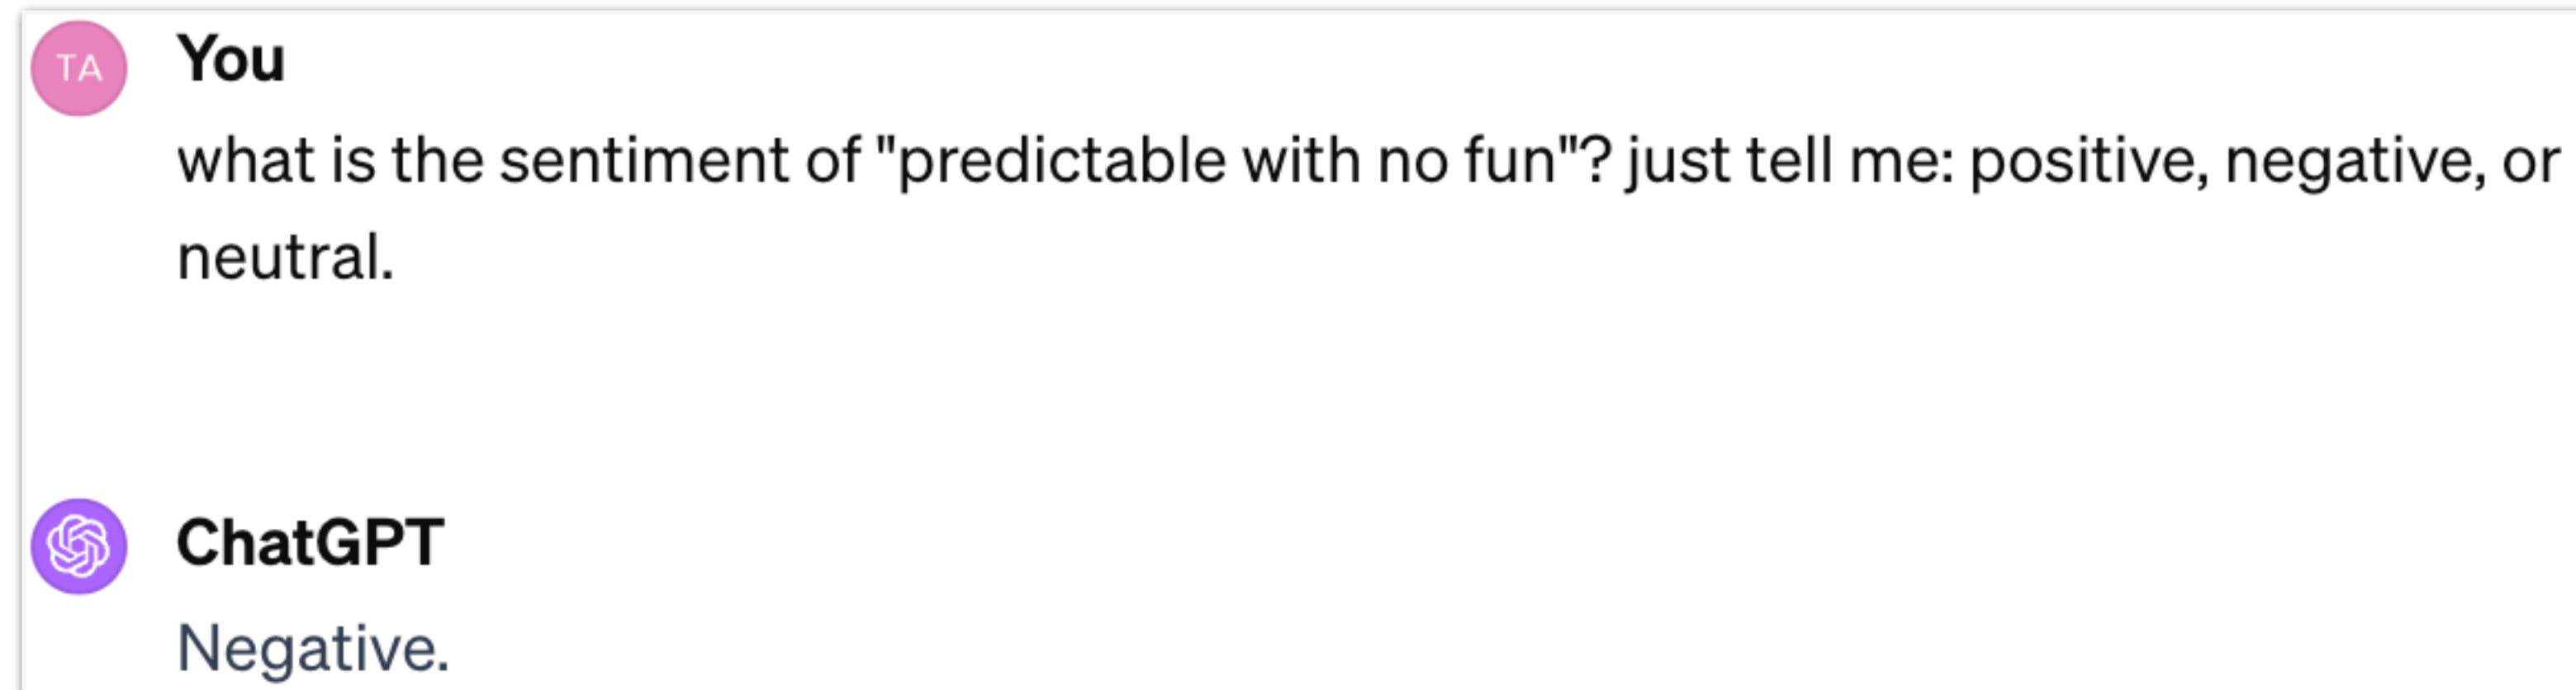 TA
You
what is the sentiment of "predictable with no fun"? just tell me: positive, negative, or
neutral.
ChatGPT
Negative.